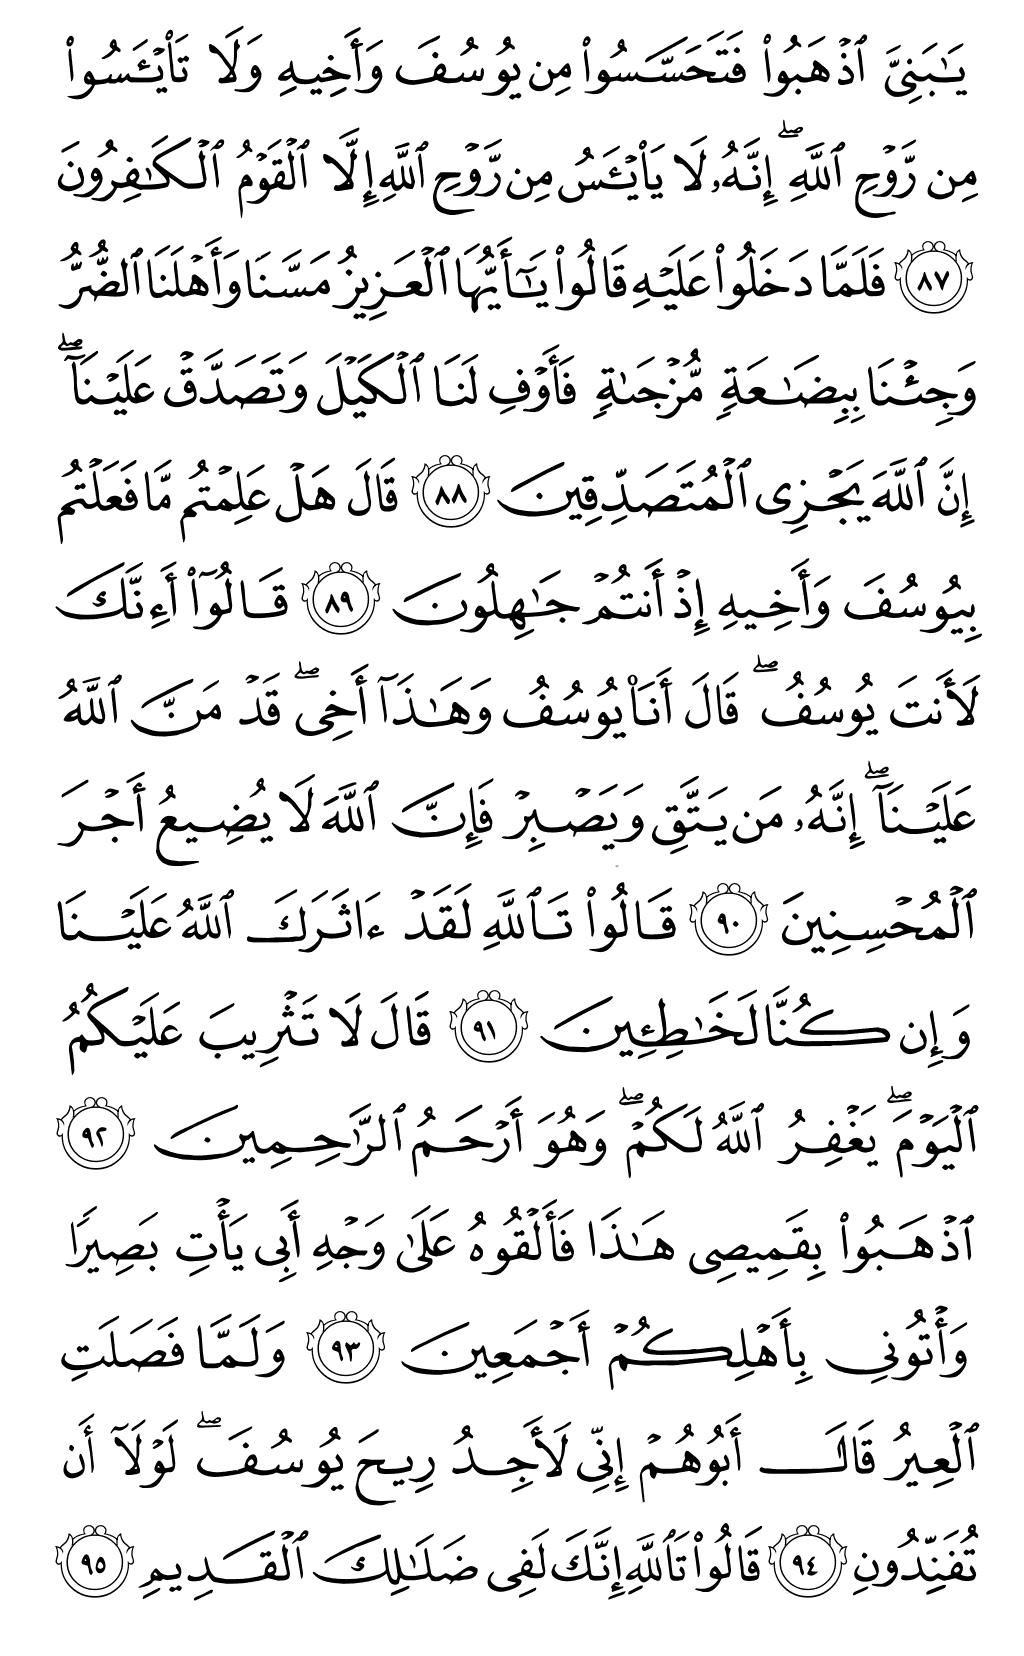 يَـٰبَنِىَّ ٱذْهَبُوا۟ فَتَحَسَّسُوا۟ مِن يُوسُفَ وَأَخِيهِ وَلَا تَا۟يْـَٔسُوا۟
مِن رَّوْحِ ٱللَّهِ ۖ إِنَّهُۥ لَا يَا۟يْـَٔسُ مِن رَّوْحِ ٱللَّهِ إِلَّا ٱلْقَوْمُ ٱلْكَـٰفِرُونَ
٨٧ فَلَمَّا دَخَلُوا۟ عَلَيْهِ قَالُوا۟ يَـٰٓأَيُّهَا ٱلْعَزِيزُ مَسَّنَا وَأَهْلَنَا ٱلضُّرُّ
وَجِئْنَا بِبِضَـٰعَةٍ مُّزْجَىٰةٍ فَأَوْفِ لَنَا ٱلْكَيْلَ وَتَصَدَّقْ عَلَيْنَآ ۖ
إِنَّ ٱللَّهَ يَجْزِى ٱلْمُتَصَدِّقِينَ ٨٨ قَالَ هَلْ عَلِمْتُم مَّا فَعَلْتُم
بِيُوسُفَ وَأَخِيهِ إِذْ أَنتُمْ جَـٰهِلُونَ ٨٩ قَالُوٓا۟ أَءِنَّكَ
لَأَنتَ يُوسُفُ ۖ قَالَ أَنَا۠ يُوسُفُ وَهَـٰذَآ أَخِى ۖ قَدْ مَنَّ ٱللَّهُ
عَلَيْنَآ ۖ إِنَّهُۥ مَن يَتَّقِ وَيَصْبِرْ فَإِنَّ ٱللَّهَ لَا يُضِيعُ أَجْرَ
ٱلْمُحْسِنِينَ ٩٠ قَالُوا۟ تَٱللَّهِ لَقَدْ ءَاثَرَكَ ٱللَّهُ عَلَيْنَا
وَإِن كُنَّا لَخَـٰطِـِٔينَ ٩١ قَالَ لَا تَثْرِيبَ عَلَيْكُمُ
ٱلْيَوْمَ ۖ يَغْفِرُ ٱللَّهُ لَكُمْ ۖ وَهُوَ أَرْحَمُ ٱلرَّٰحِمِينَ ٩٢
ٱذْهَبُوا۟ بِقَمِيصِى هَـٰذَا فَأَلْقُوهُ عَلَىٰ وَجْهِ أَبِى يَأْتِ بَصِيرًا
وَأْتُونِى بِأَهْلِكُمْ أَجْمَعِينَ ٩٣ وَلَمَّا فَصَلَتِ
ٱلْعِيرُ قَالَ أَبُوهُمْ إِنِّى لَأَجِدُ رِيحَ يُوسُفَ ۖ لَوْلَآ أَن
تُفَنِّدُونِ ٩٤ قَالُوا۟ تَٱللَّهِ إِنَّكَ لَفِى ضَلَـٰلِكَ ٱلْقَدِيمِ ٩٥